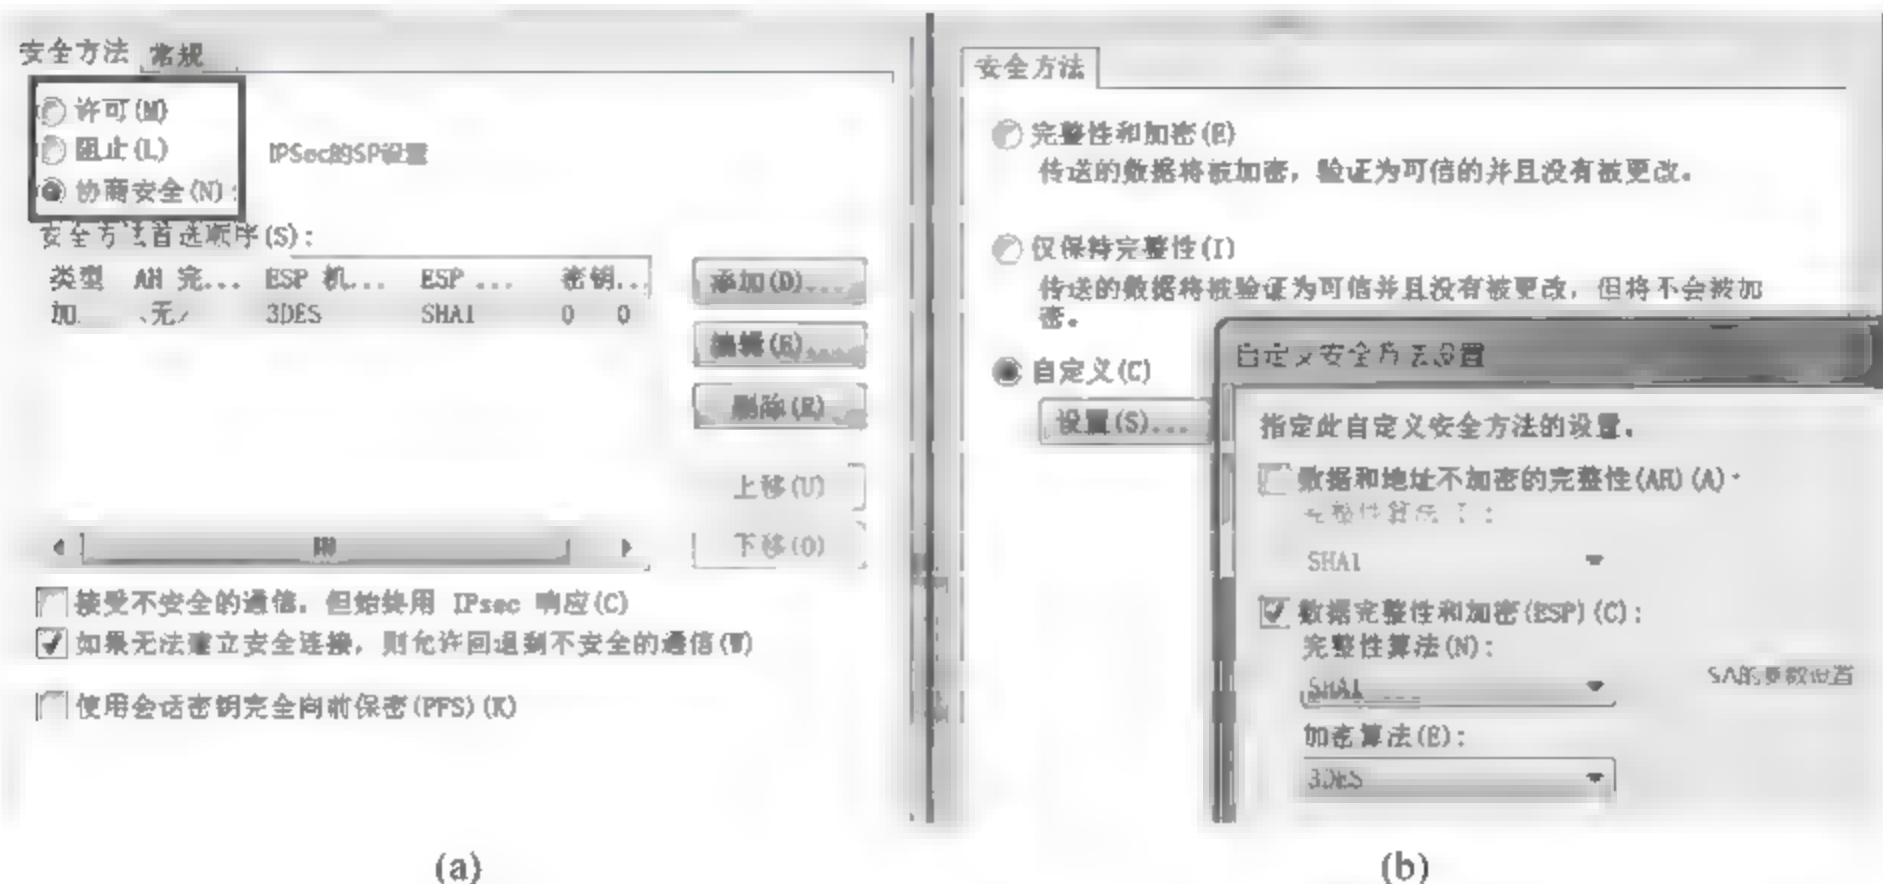 安全方法 常规
许可(M)
阻止(L)
协商安全(N):
IPSec的SP设置
安全方法首选顺序(S):
类型 AH 完... ESP 机... ESP ... 密钥...
加. 无 3DES SHA1 0 0
添加(D)...
编辑(E)...
删除(R)
上移(U)
下移(O)
接受不安全的通信，但始终用 IPsec 响应(C)
如果无法建立安全连接，则允许回退到不安全的通信(W)
使用会话密钥完全向前保密(PFS)(K)
(a)
安全方法
完整性和加密(E)
传送的数据将被加密，验证为可信的并且没有被更改。
仅保持完整性(I)
传送的数据将被验证为可信并且没有被更改，但将不会被加
密。
自定义(C)
设置(S)...
自定义安全方法设置
指定此自定义安全方法的设置。
数据和地址不加密的完整性(AH)(A)
完整性算法
SHA1
数据完整性和加密(ESP)(C):
完整性算法(N):
SHA1
加密算法(E):
3DES
SA的参数设置
(b)